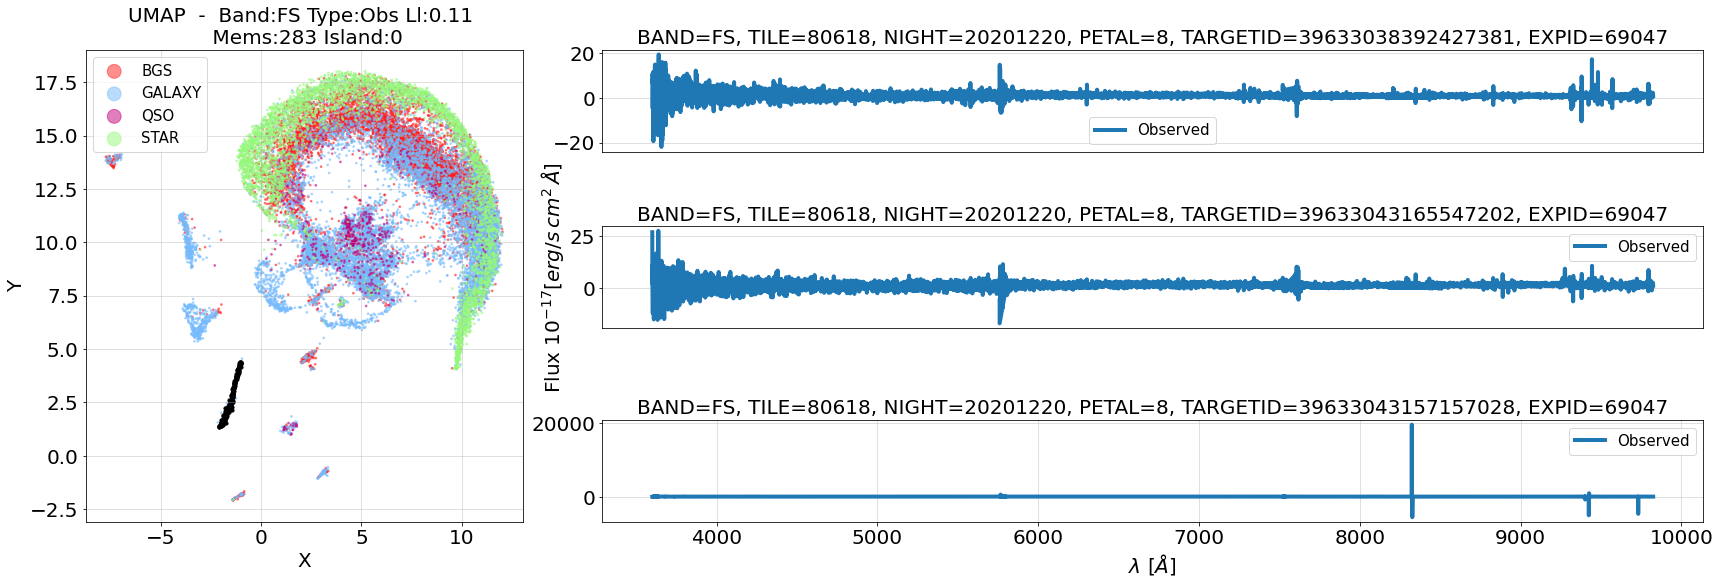 UMAP - Band:FS Type:Obs Ll:0.11
Mems:283 Island:0
BGS
GALAXY
QSO
STAR
17.5
15.0
12.5
10.0
7.5
5.0
2.5
0.0
−2.5
Y
−5
0
5
10
X
BAND=FS, TILE=80618, NIGHT=20201220, PETAL=8, TARGETID=39633038392427381, EXPID=69047
20
0
−20
Observed
BAND=FS, TILE=80618, NIGHT=20201220, PETAL=8, TARGETID=39633043165547202, EXPID=69047
25
0
Observed
Flux 10⁻¹⁷[erg/s cm² Å]
BAND=FS, TILE=80618, NIGHT=20201220, PETAL=8, TARGETID=39633043157157028, EXPID=69047
20000
0
Observed
4000
5000
6000
7000
8000
9000
10000
λ [Å]